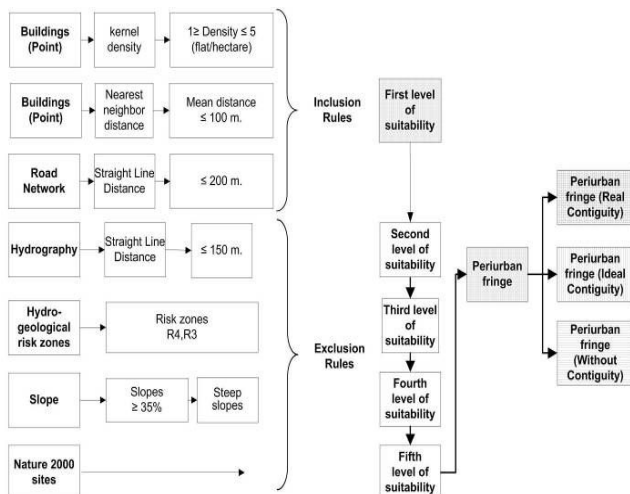 Buildings
(Point)
kernel
density
1≥ Density ≤ 5
(flat/hectare)
Buildings
(Point)
Nearest
neighbor
distance
Mean distance
≤ 100 m.
Road
Network
Straight Line
Distance
≤ 200 m.
Inclusion
Rules
Hydrography
Straight Line
Distance
≤ 150 m.
Hydro-
geological
risk zones
Risk zones
R4,R3
Slope
Slopes
≥ 35%
Steep
slopes
Nature 2000
sites
Exclusion
Rules
First level
of
suitability
Second
level of
suitability
Third level
of
suitability
Fourth
level of
suitability
Fifth
level of
suitability
Periurban
fringe
Periurban
fringe (Real
Contiguity)
Periurban
fringe (Ideal
Contiguity)
Periurban
fringe
(Without
Contiguity)